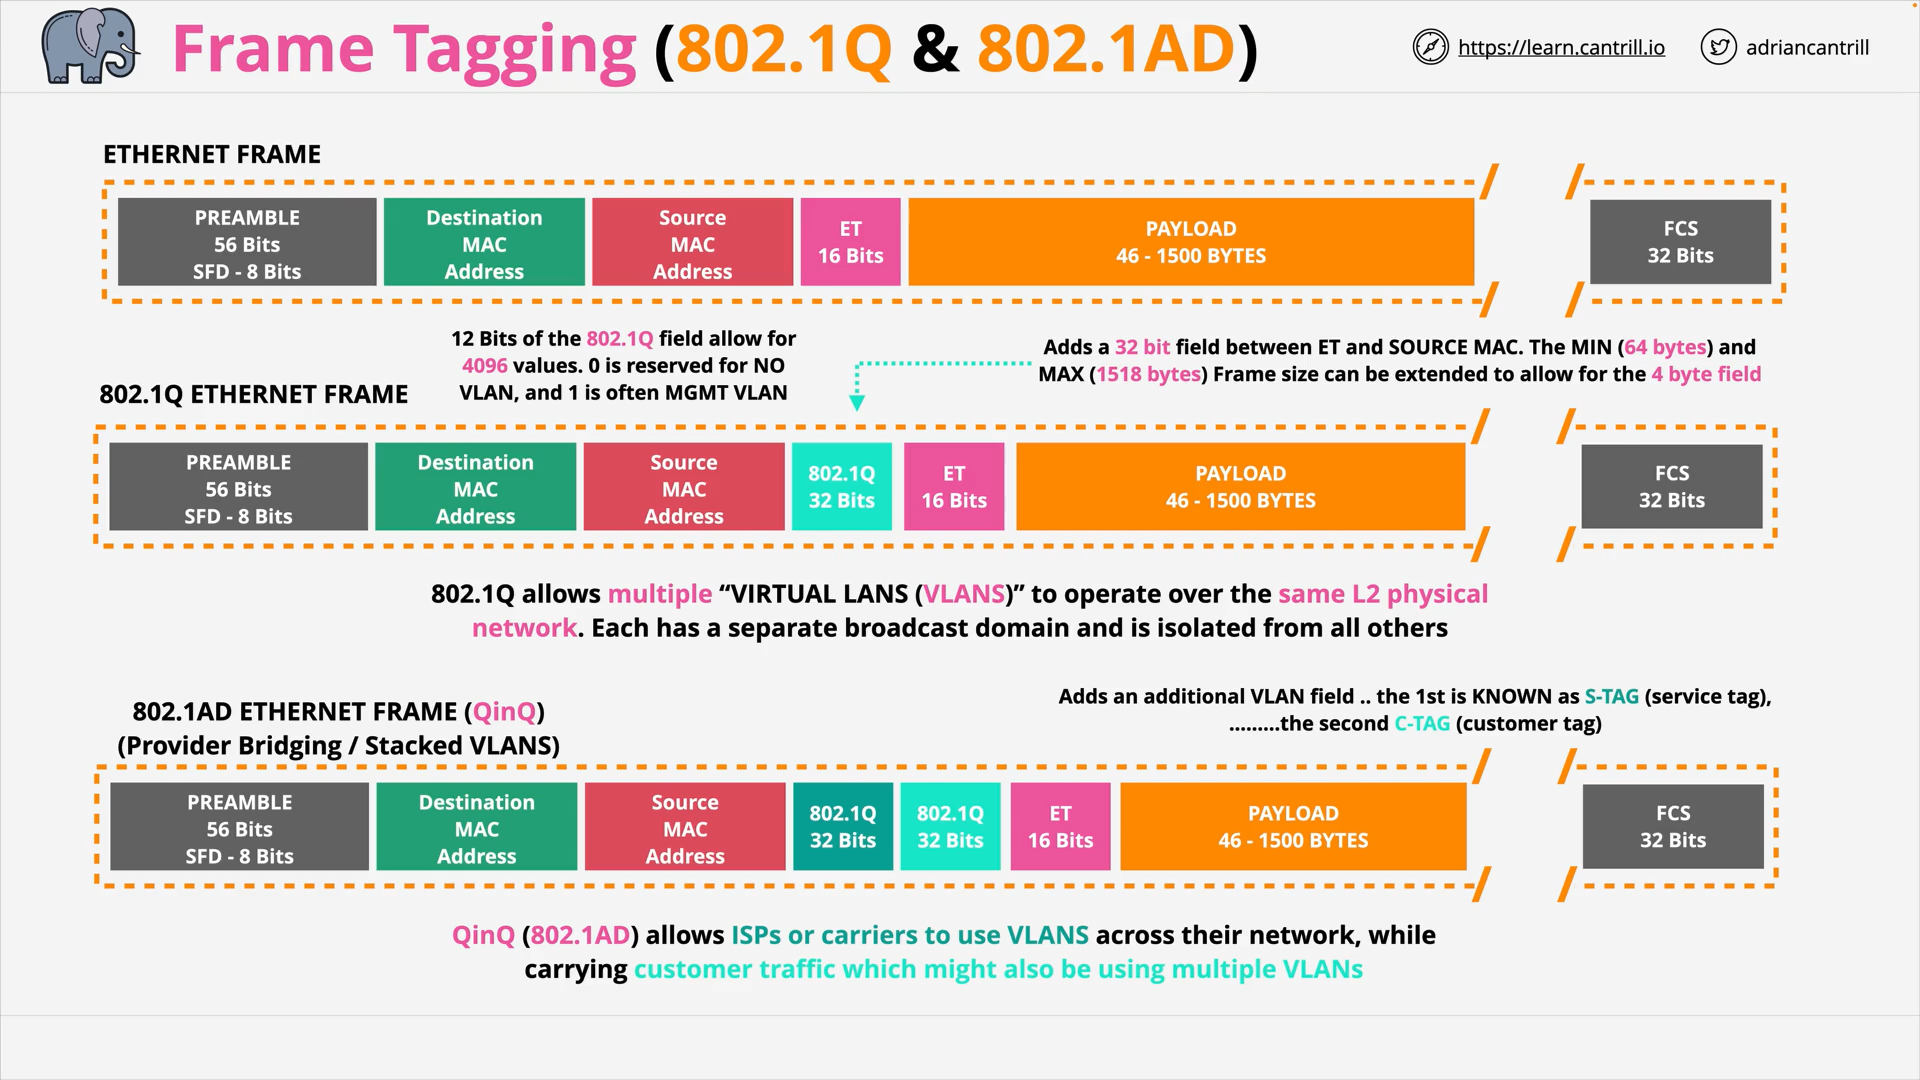 Frame Tagging (802.1Q & 802.1AD)
https://learn.cantrill.io
adriancantrill
ETHERNET FRAME
PREAMBLE
56 Bits
SFD - 8 Bits
Destination
MAC
Address
Source
MAC
Address
ET
16 Bits
PAYLOAD
46 - 1500 BYTES
FCS
32 Bits
12 Bits of the 802.1Q field allow for
4096 values. 0 is reserved for NO
VLAN, and 1 is often MGMT VLAN
Adds a 32 bit field between ET and SOURCE MAC. The MIN (64 bytes) and
MAX (1518 bytes) Frame size can be extended to allow for the 4 byte field
802.1Q ETHERNET FRAME
PREAMBLE
56 Bits
SFD - 8 Bits
Destination
MAC
Address
Source
MAC
Address
802.1Q
32 Bits
ET
16 Bits
PAYLOAD
46 - 1500 BYTES
FCS
32 Bits
802.1Q allows multiple “VIRTUAL LANS (VLANS)” to operate over the same L2 physical
network. Each has a separate broadcast domain and is isolated from all others
802.1AD ETHERNET FRAME (QinQ)
(Provider Bridging / Stacked VLANS)
Adds an additional VLAN field .. the 1st is KNOWN as S-TAG (service tag),
.........the second C-TAG (customer tag)
PREAMBLE
56 Bits
SFD - 8 Bits
Destination
MAC
Address
Source
MAC
Address
802.1Q
32 Bits
802.1Q
32 Bits
ET
16 Bits
PAYLOAD
46 - 1500 BYTES
FCS
32 Bits
QinQ (802.1AD) allows ISPs or carriers to use VLANS across their network, while
carrying customer traffic which might also be using multiple VLANs